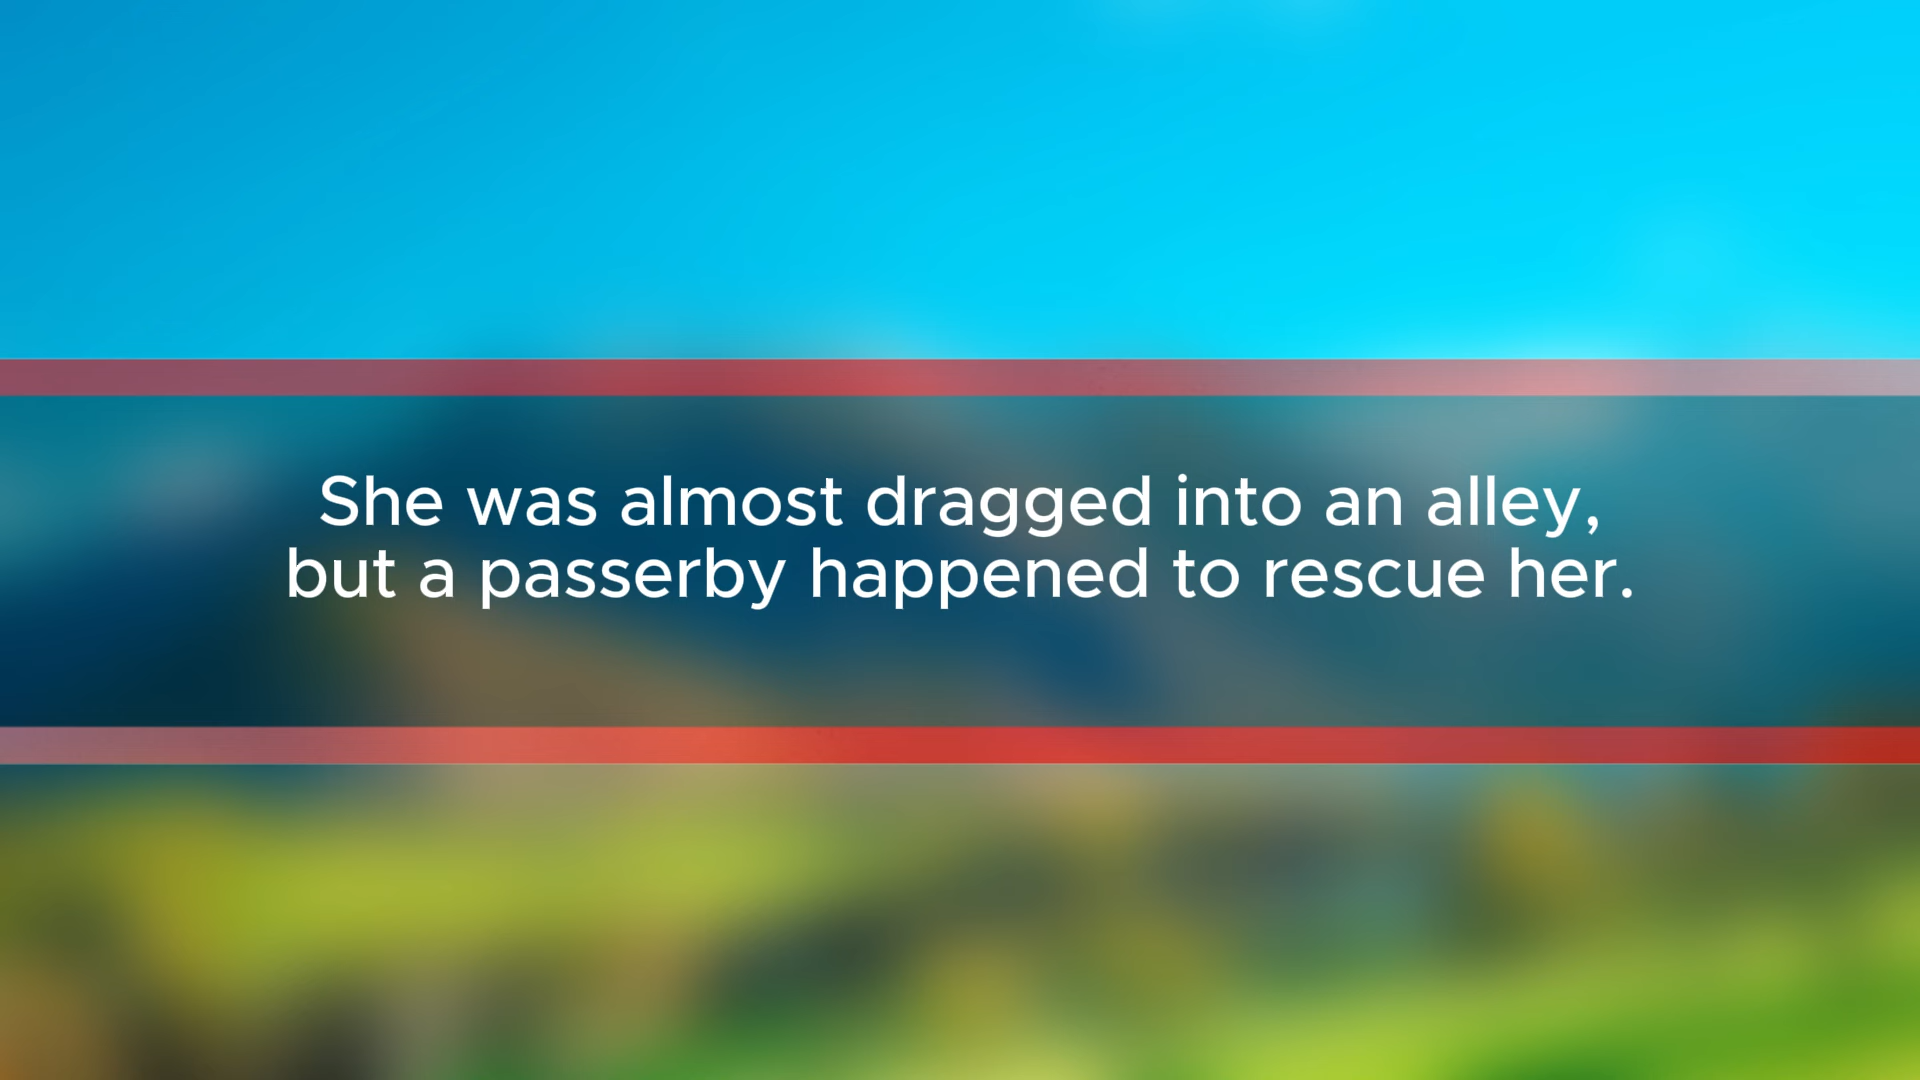 She was almost dragged into an alley,
but a passerby happened to rescue her.